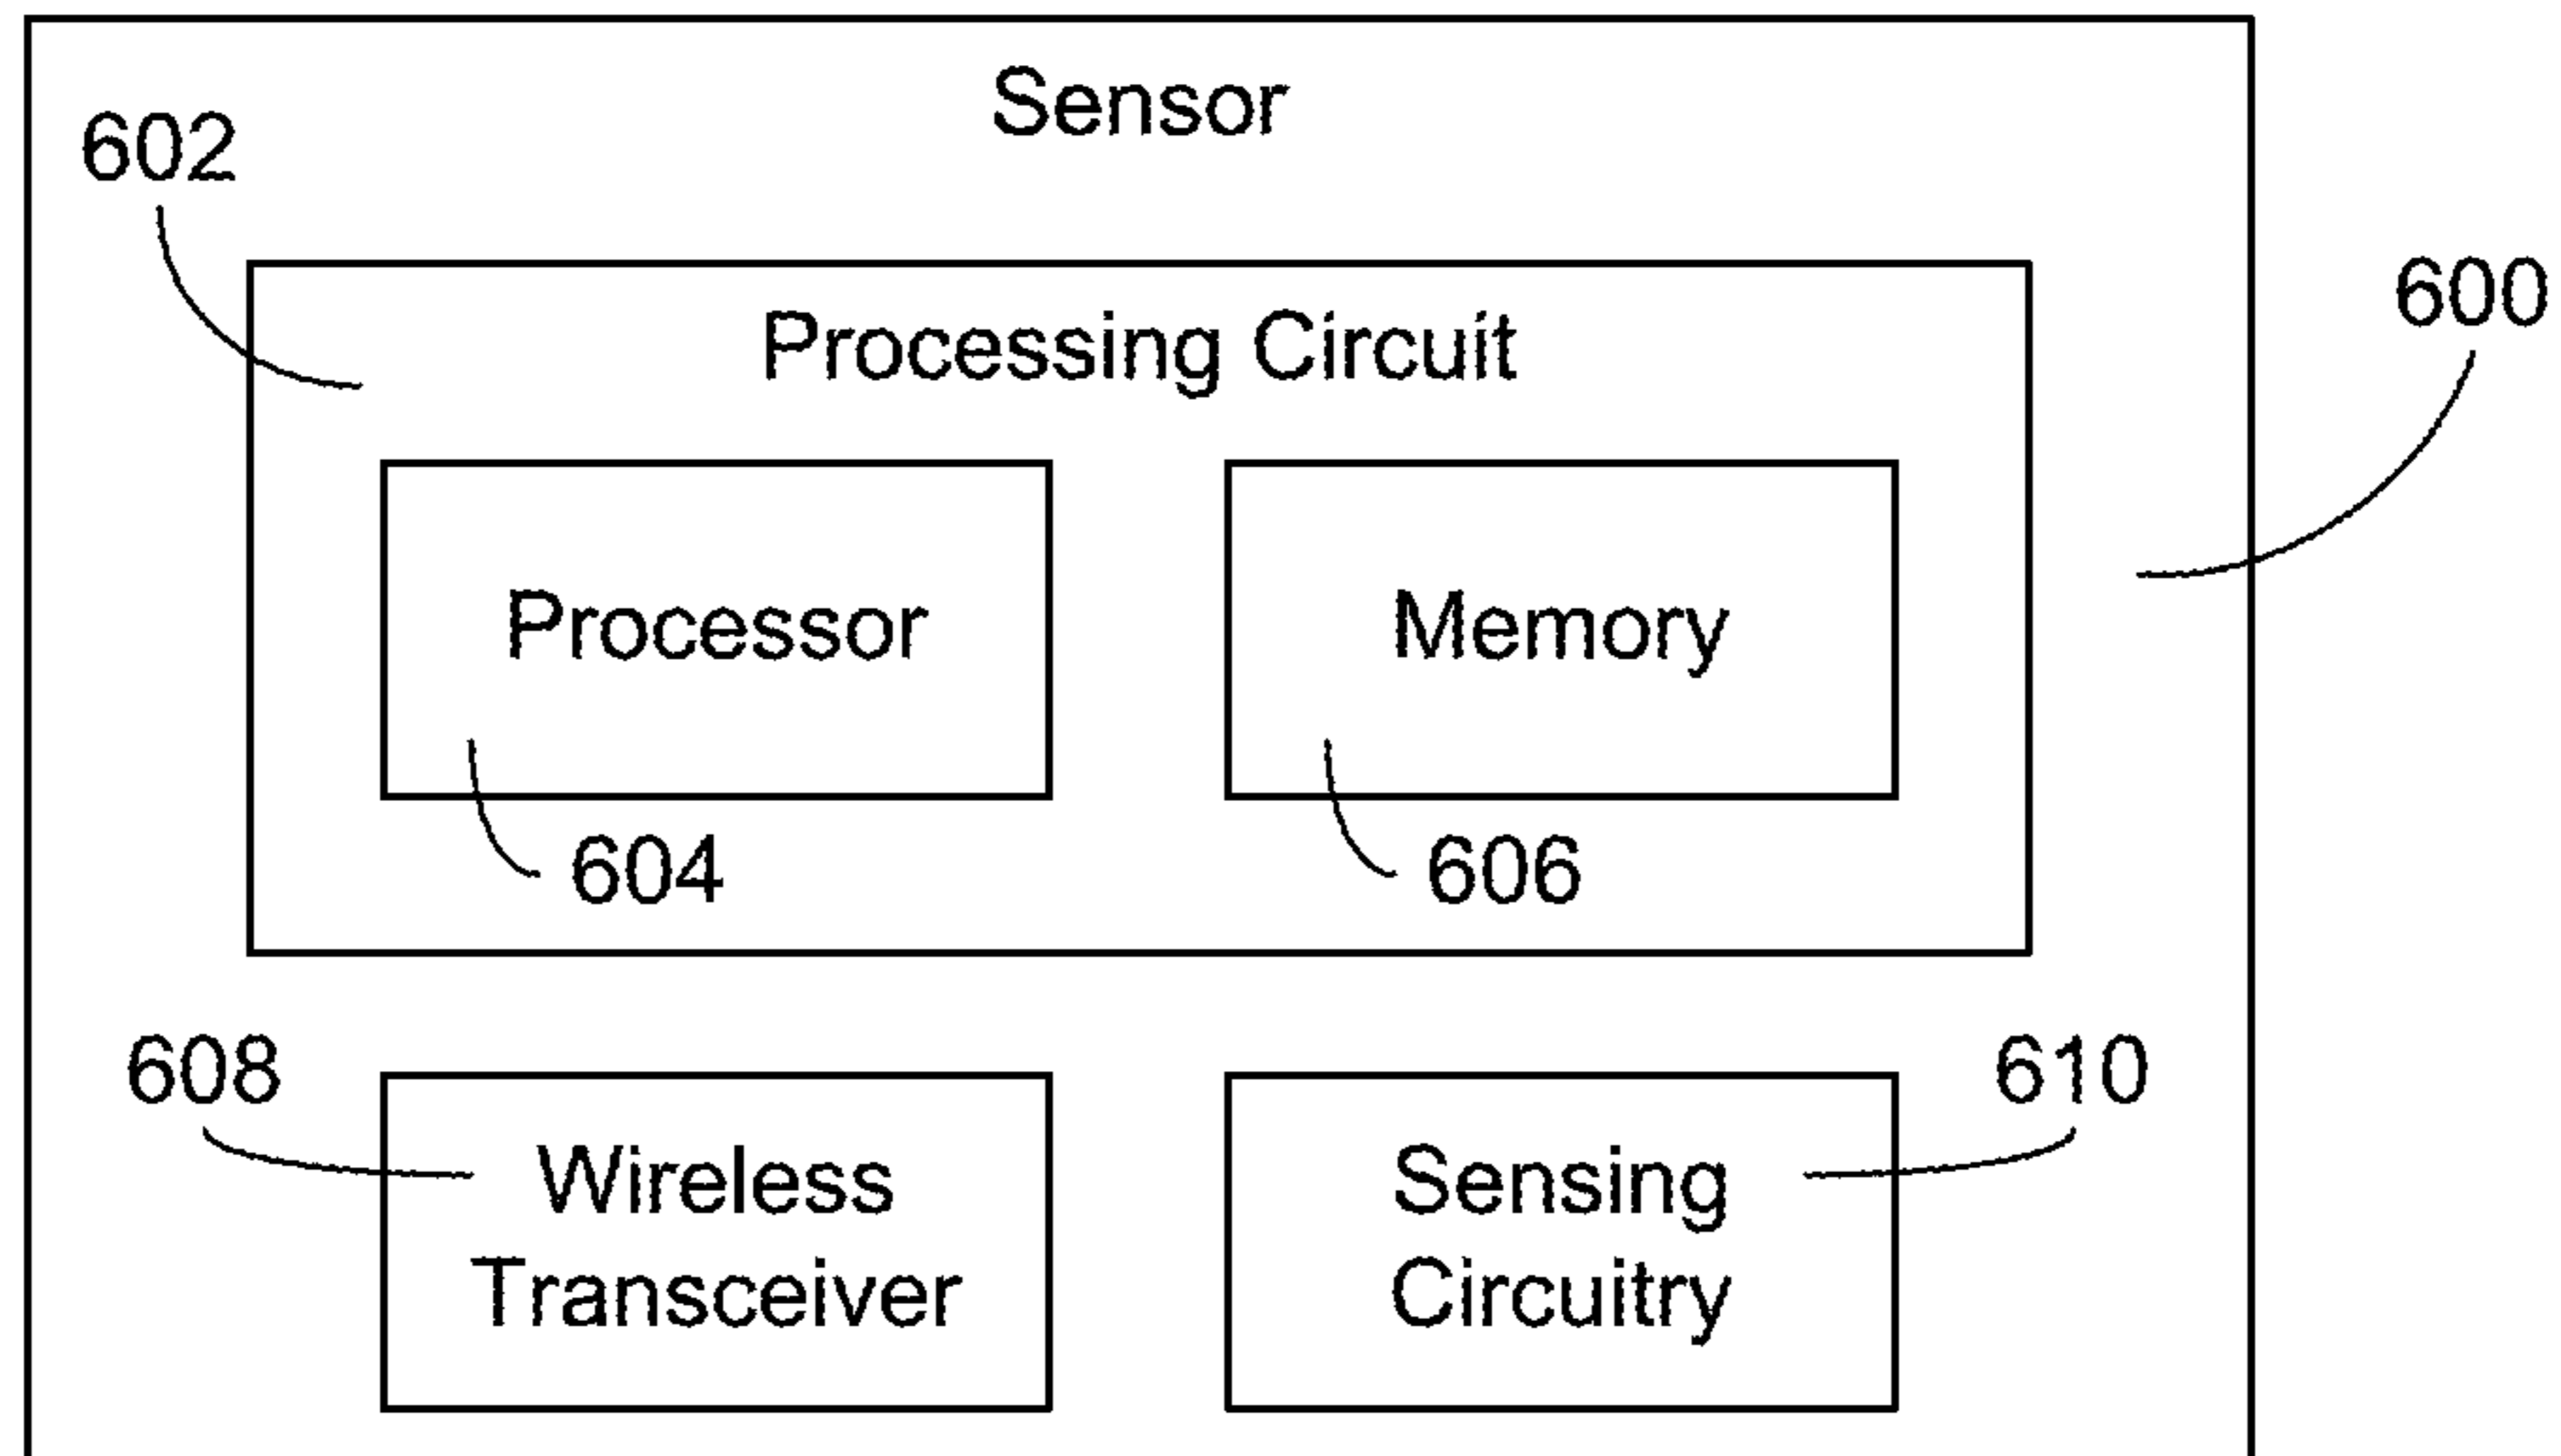 Sensor
602
600
Processing Circuit
Processor
Memory
604
606
608
610
Wireless
Transceiver
Sensing
Circuitry